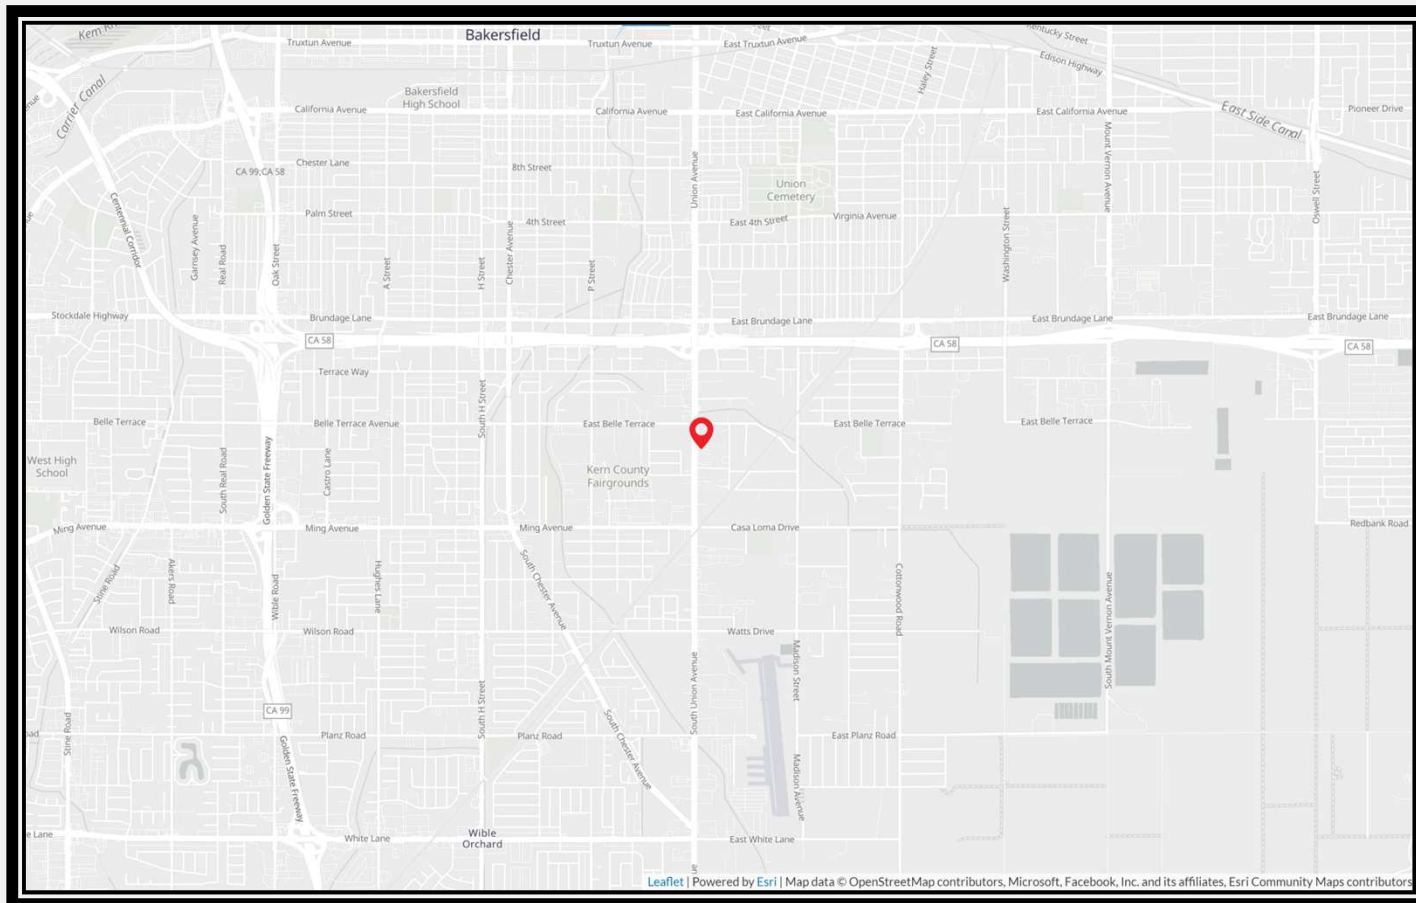 Truxtun Avenue
Bakersfield
Truxtun Avenue
East Truxtun Avenue
Edison Highway
Haley Street
Carrier Canal
Bakersfield
High School
California Avenue
California Avenue
East California Avenue
East California Avenue
East Side Canal
Pioneer Drive
Chester Lane
CA 99;CA 58
8th Street
Union Avenue
Union
Cemetery
Mount Vernon Avenue
Oswell Street
Centennial Corridor
Garnsey Avenue
Real Road
Oak Street
Palm Street
A Street
H Street
Chester Avenue
4th Street
P Street
East 4th Street
Virginia Avenue
Washington Street
Stockdale Highway
Brundage Lane
East Brundage Lane
East Brundage Lane
East Brundage Lane
CA 58
CA 58
CA 58
Terrace Way
Belle Terrace
Belle Terrace Avenue
South H Street
East Belle Terrace
East Belle Terrace
East Belle Terrace
West High
School
South Real Road
Golden State Freeway
Castro Lane
Kern County
Fairgrounds
Ming Avenue
Ming Avenue
Ming Avenue
Casa Loma Drive
Redbank Road
Stine Road
Akers Road
Wible Road
Hughes Lane
South Chester Avenue
Cottonwood Road
South Mount Vernon Avenue
Wilson Road
Wilson Road
Watts Drive
Madison Street
South Union Avenue
South H Street
South Chester Avenue
CA 99
Stine Road
Golden State Freeway
Planz Road
Planz Road
East Planz Road
Madison Avenue
e Lane
White Lane
Wible
Orchard
East White Lane
Leaflet | Powered by Esri | Map data © OpenStreetMap contributors, Microsoft, Facebook, Inc. and its affiliates, Esri Community Maps contributors